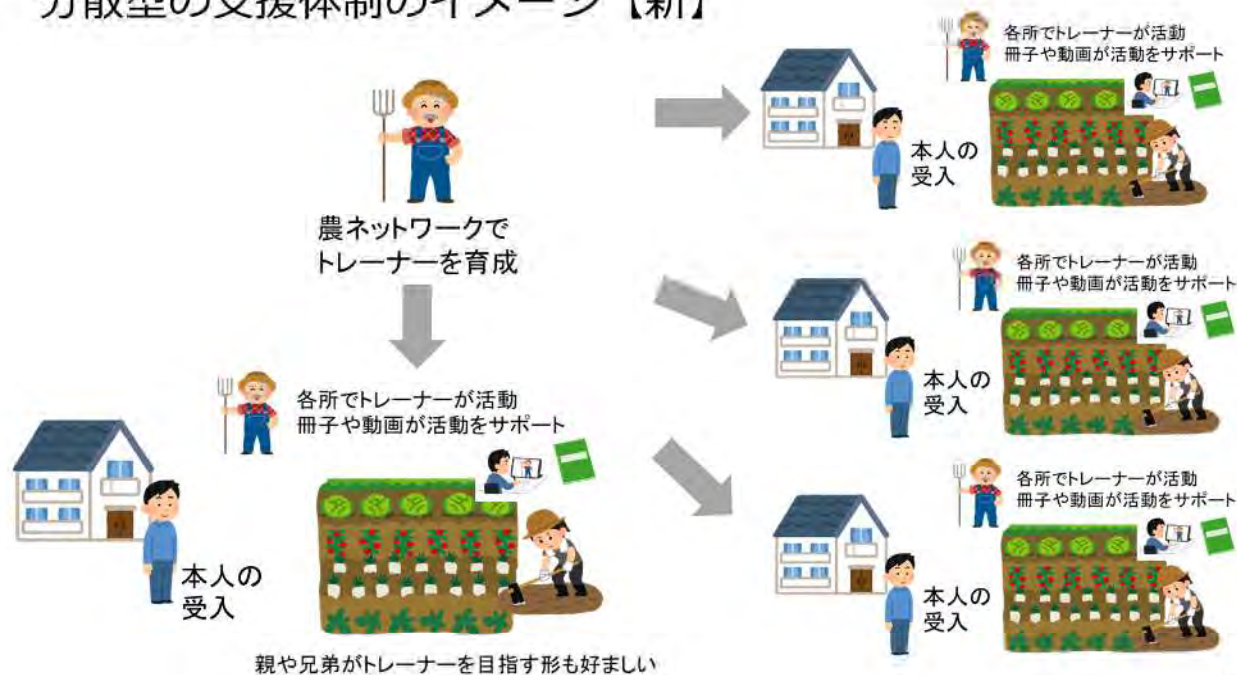 分散型の支援体制のイメージ【新】
農ネットワークで
トレーナーを育成
各所でトレーナーが活動
冊子や動画が活動をサポート
本人の
受入
親や兄弟がトレーナーを目指す形も好ましい
各所でトレーナーが活動
冊子や動画が活動をサポート
本人の
受入
各所でトレーナーが活動
冊子や動画が活動をサポート
本人の
受入
各所でトレーナーが活動
冊子や動画が活動をサポート
本人の
受入